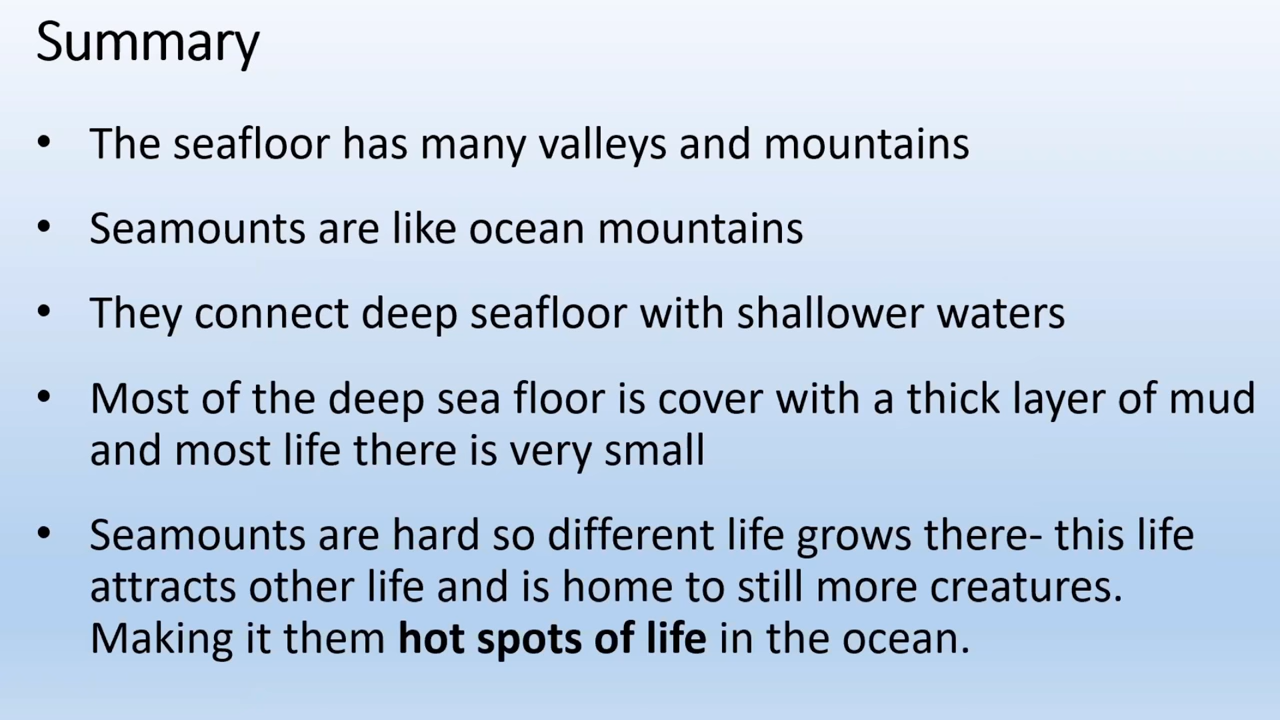 Summary
• The seafloor has many valleys and mountains
• Seamounts are like ocean mountains
• They connect deep seafloor with shallower waters
• Most of the deep sea floor is cover with a thick layer of mud
and most life there is very small
• Seamounts are hard so different life grows there- this life
attracts other life and is home to still more creatures.
Making it them hot spots of life in the ocean.